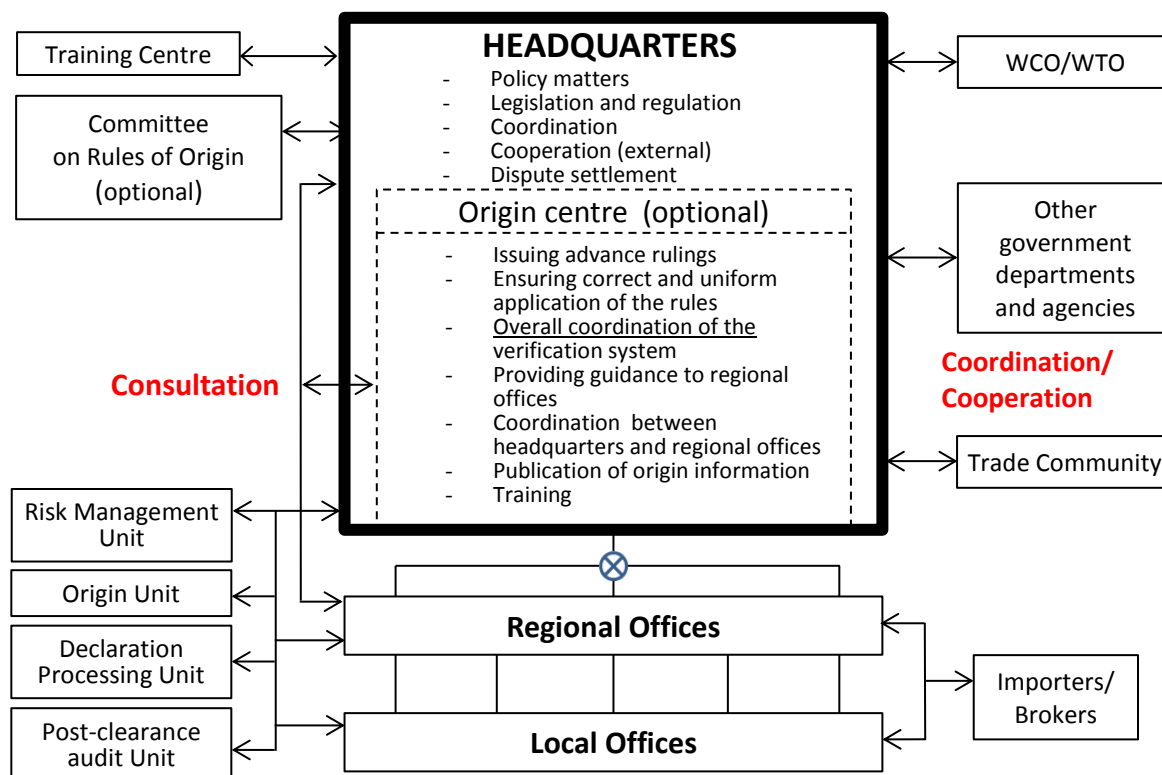 Training Centre
Committee
on Rules of Origin
(optional)
HEADQUARTERS
- Policy matters
- Legislation and regulation
- Coordination
- Cooperation (external)
- Dispute settlement
Origin centre (optional)
- Issuing advance rulings
- Ensuring correct and uniform
application of the rules
- Overall coordination of the
verification system
- Providing guidance to regional
offices
- Coordination between
headquarters and regional offices
- Publication of origin information
- Training
WCO/WTO
Other
government
departments
and agencies
Consultation
Coordination/
Cooperation
Trade Community
Risk Management
Unit
Origin Unit
Declaration
Processing Unit
Post-clearance
audit Unit
Regional Offices
Local Offices
Importers/
Brokers